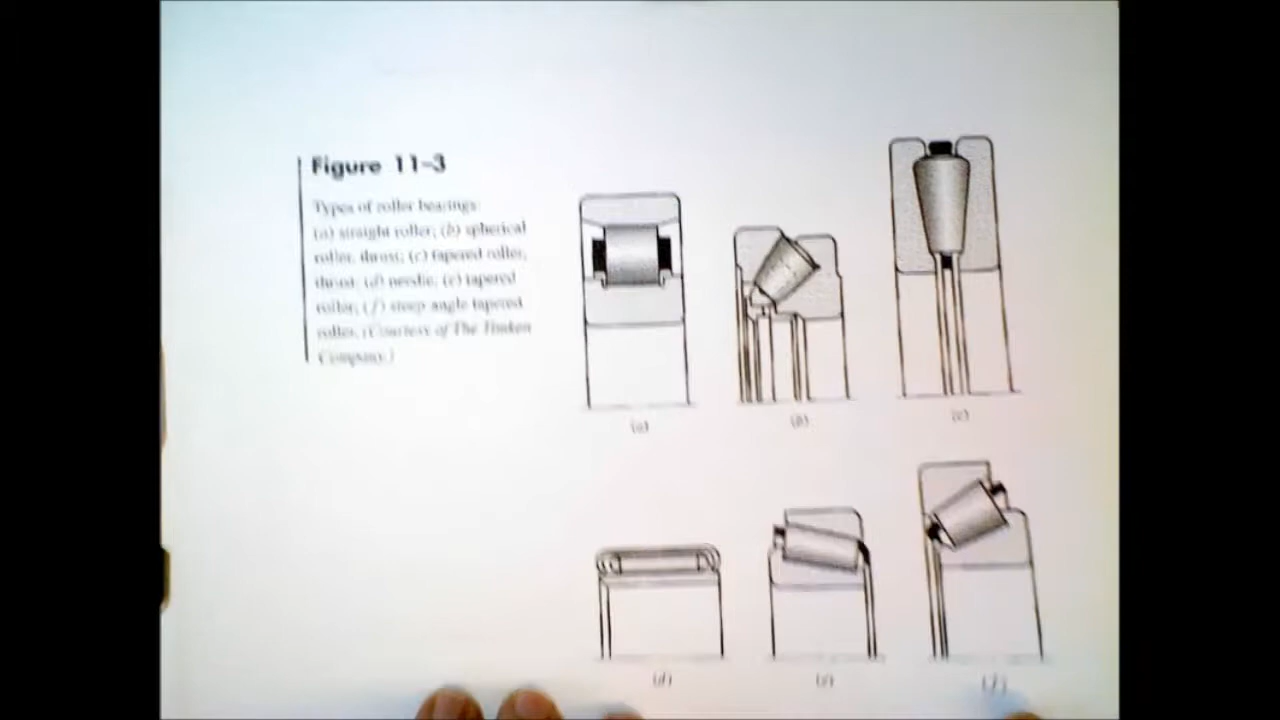 Figure 11–3
Types of roller bearings:
(a) straight roller; (b) spherical
roller, thrust; (c) tapered roller,
thrust; (d) needle; (e) tapered
roller; (f) steep-angle tapered
roller. (Courtesy of The Timken
Company.)
(a)
(b)
(c)
(d)
(e)
(f)